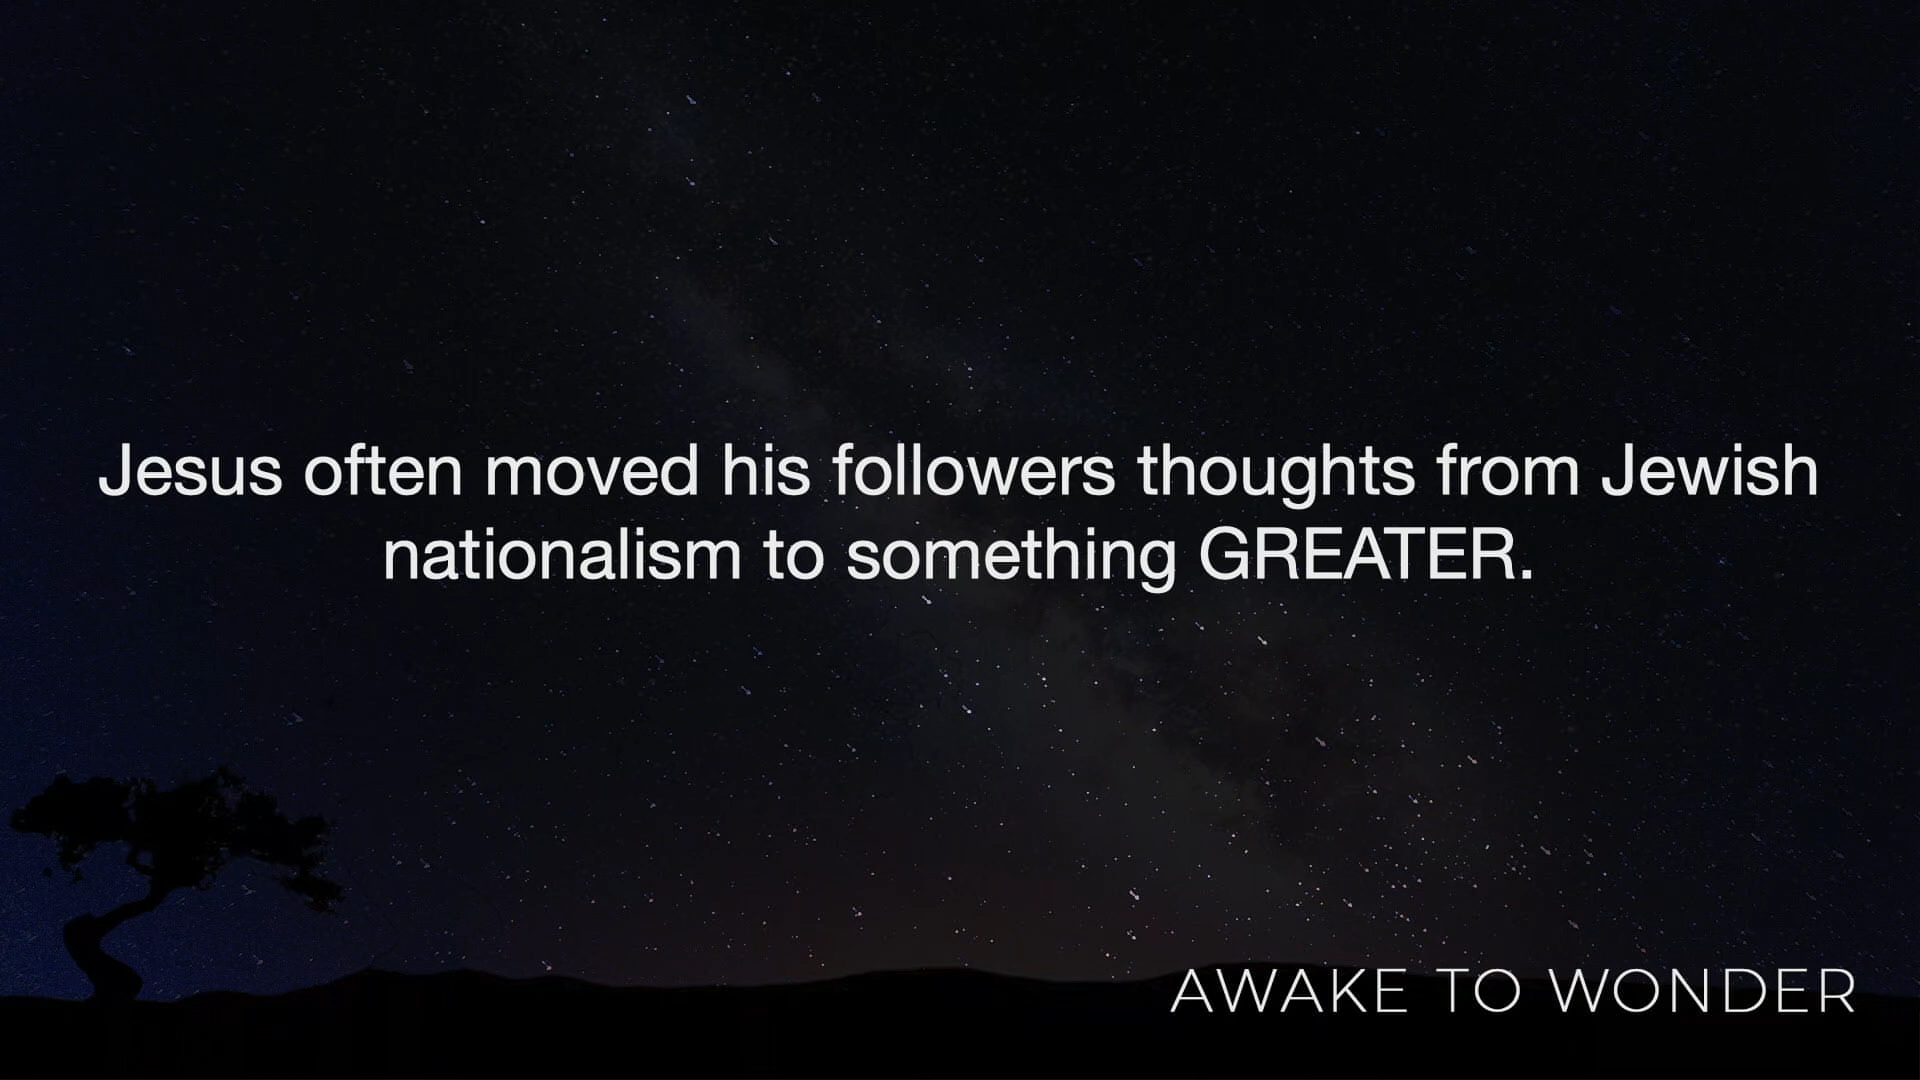 Jesus often moved his followers thoughts from Jewish
nationalism to something GREATER.
AWAKE TO WONDER